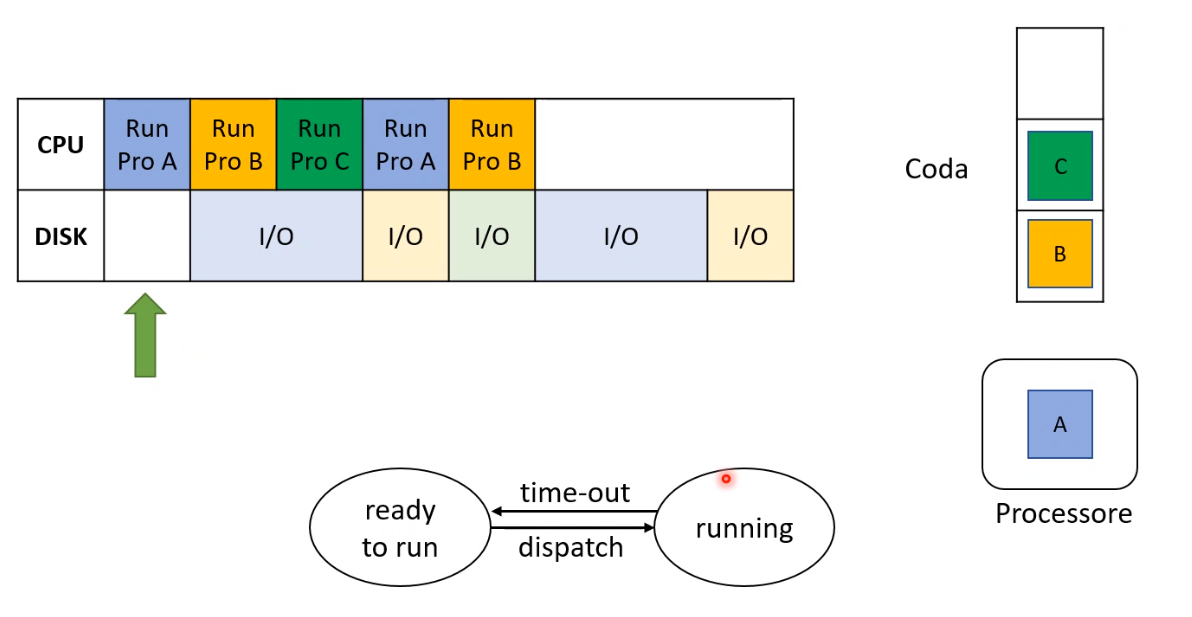 CPU
Run
Pro A
Run
Pro B
Run
Pro C
Run
Pro A
Run
Pro B
DISK
I/O
I/O
I/O
I/O
I/O
Coda
C
B
A
Processore
ready
to run
time-out
dispatch
running